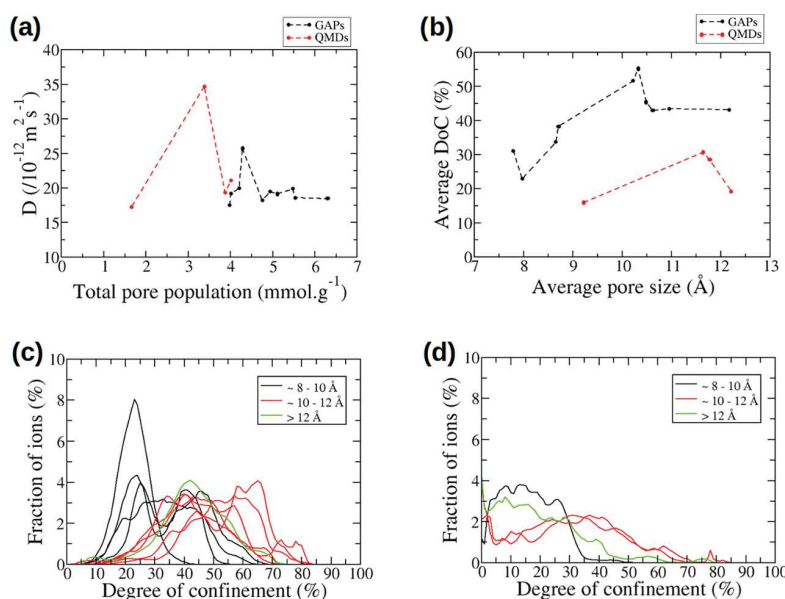 (a)
GAPs
QMDs
D (/10⁻¹² m² s⁻¹)
40
35
30
25
20
15
10
0 1 2 3 4 5 6 7
Total pore population (mmol.g⁻¹)
(b)
GAPs
QMDs
Average DoC (%)
60
50
40
30
20
10
0
7 8 9 10 11 12 13
Average pore size (Å)
(c)
Fraction of ions (%)
10
8
6
4
2
0
~ 8 - 10 Å
~ 10 - 12 Å
> 12 Å
0 10 20 30 40 50 60 70 80 90 100
Degree of confinement (%)
(d)
Fraction of ions (%)
10
8
6
4
2
0
~ 8 - 10 Å
~ 10 - 12 Å
> 12 Å
0 10 20 30 40 50 60 70 80 90 100
Degree of confinement (%)